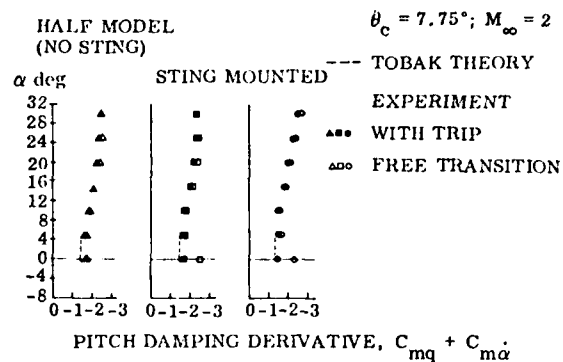 HALF MODEL
(NO STING)
θ̇c = 7.75°; M∞ = 2
α deg
STING MOUNTED
--- TOBAK THEORY
EXPERIMENT
▲■● WITH TRIP
△□○ FREE TRANSITION
32
28
24
20
16
12
8
4
0
-4
-8
0-1-2-3
0-1-2-3
0-1-2-3
PITCH DAMPING DERIVATIVE, Cmq + Cmα̇